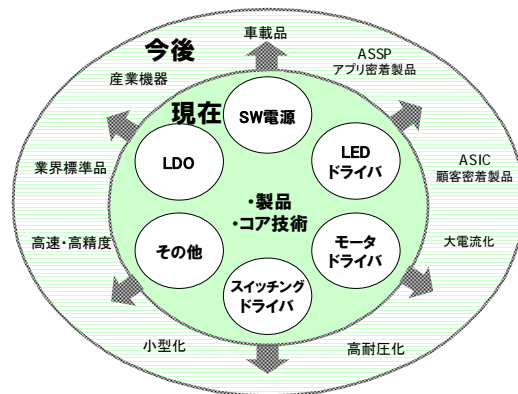 今後
車載品
ASSP
アプリ密着製品
産業機器
現在
SW電源
LDO
LED
ドライバ
業界標準品
ASIC
顧客密着製品
・製品
・コア技術
高速・高精度
その他
モータ
ドライバ
大電流化
スイッチング
ドライバ
小型化
高耐圧化